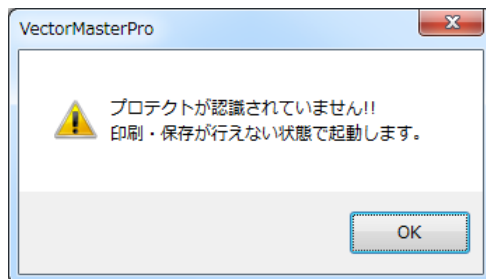 VectorMasterPro
プロテクトが認識されていません!!
印刷・保存が行えない状態で起動します。
OK